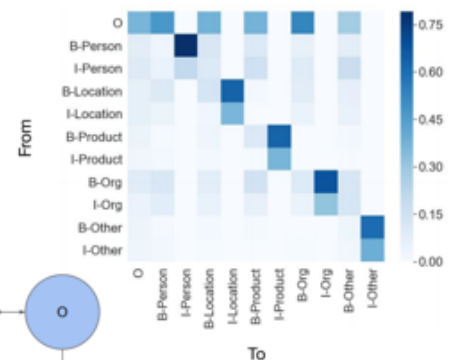 O
B-Person
I-Person
B-Location
I-Location
B-Product
I-Product
B-Org
I-Org
B-Other
I-Other
From
0.75
0.60
0.45
0.30
0.15
0.00
O
B-Person
I-Person
B-Location
I-Location
B-Product
I-Product
B-Org
I-Org
B-Other
I-Other
To
O